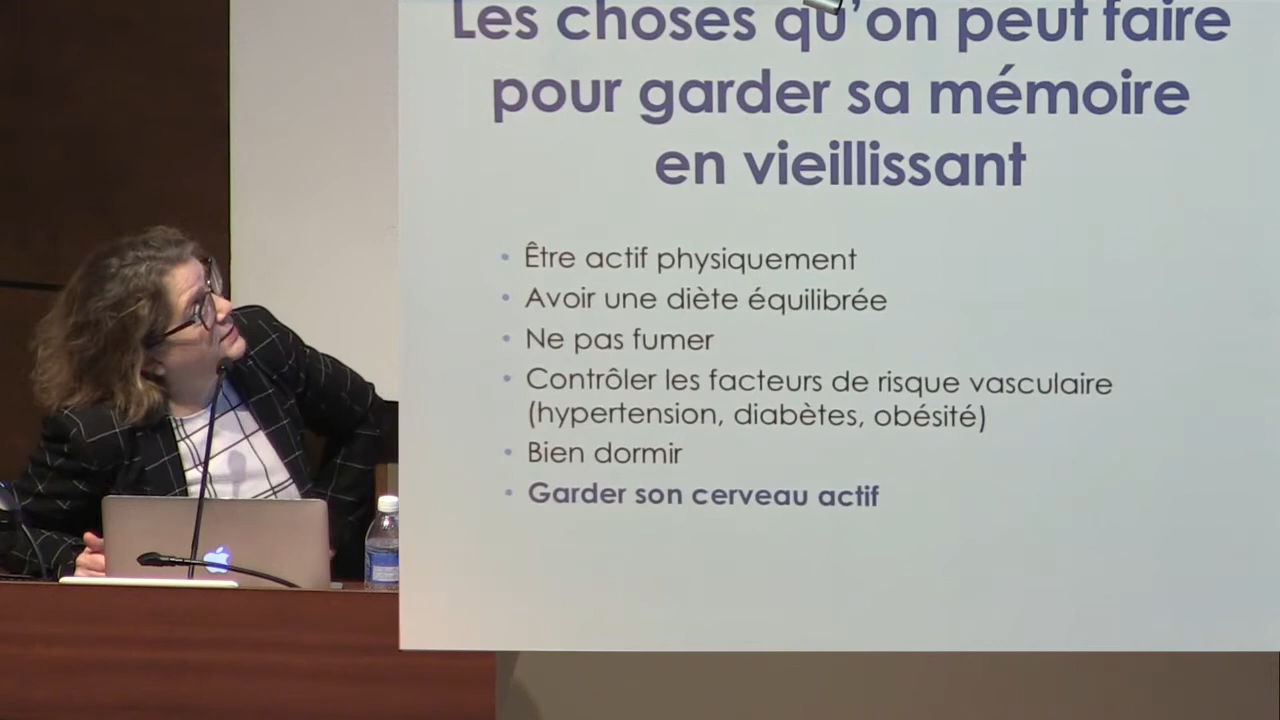 Les choses qu'on peut faire
pour garder sa mémoire
en vieillissant
• Être actif physiquement
• Avoir une diète équilibrée
• Ne pas fumer
• Contrôler les facteurs de risque vasculaire
(hypertension, diabètes, obésité)
• Bien dormir
• Garder son cerveau actif